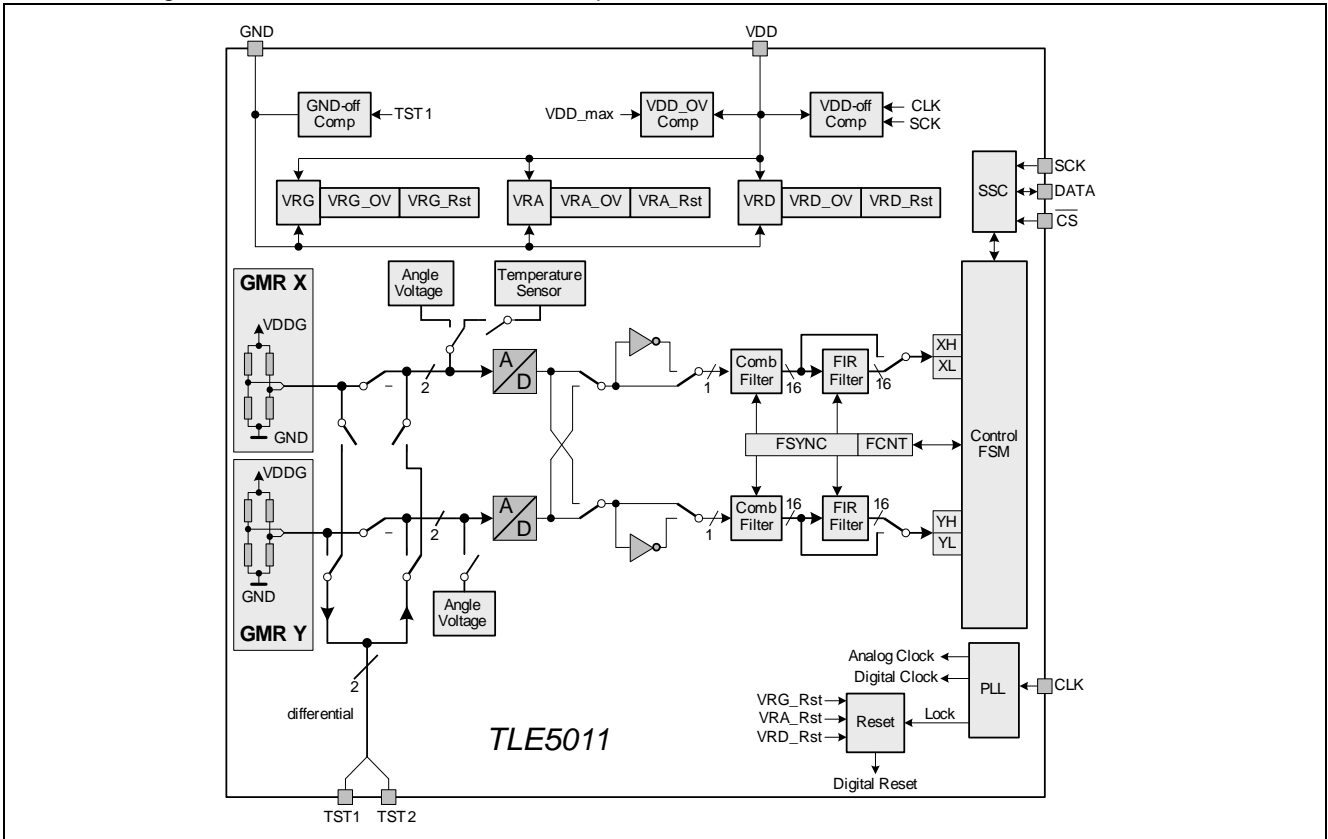 GND
VDD
GND-off
Comp
TST1
VDD_max
VDD_OV
Comp
VDD-off
Comp
CLK
SCK
VRG
VRG_OV
VRG_Rst
VRA
VRA_OV
VRA_Rst
VRD
VRD_OV
VRD_Rst
SSC
SCK
DATA
CS
GMR X
VDDG
GND
Angle
Voltage
Temperature
Sensor
2
A
D
1
Comb
Filter
16
FIR
Filter
16
XH
XL
FSYNC
FCNT
Control
FSM
VDDG
GND
GMR Y
2
A
D
1
Comb
Filter
16
FIR
Filter
16
YH
YL
Angle
Voltage
2
differential
TLE5011
TST1
TST2
Analog Clock
Digital Clock
PLL
CLK
VRG_Rst
VRA_Rst
VRD_Rst
Reset
Lock
Digital Reset